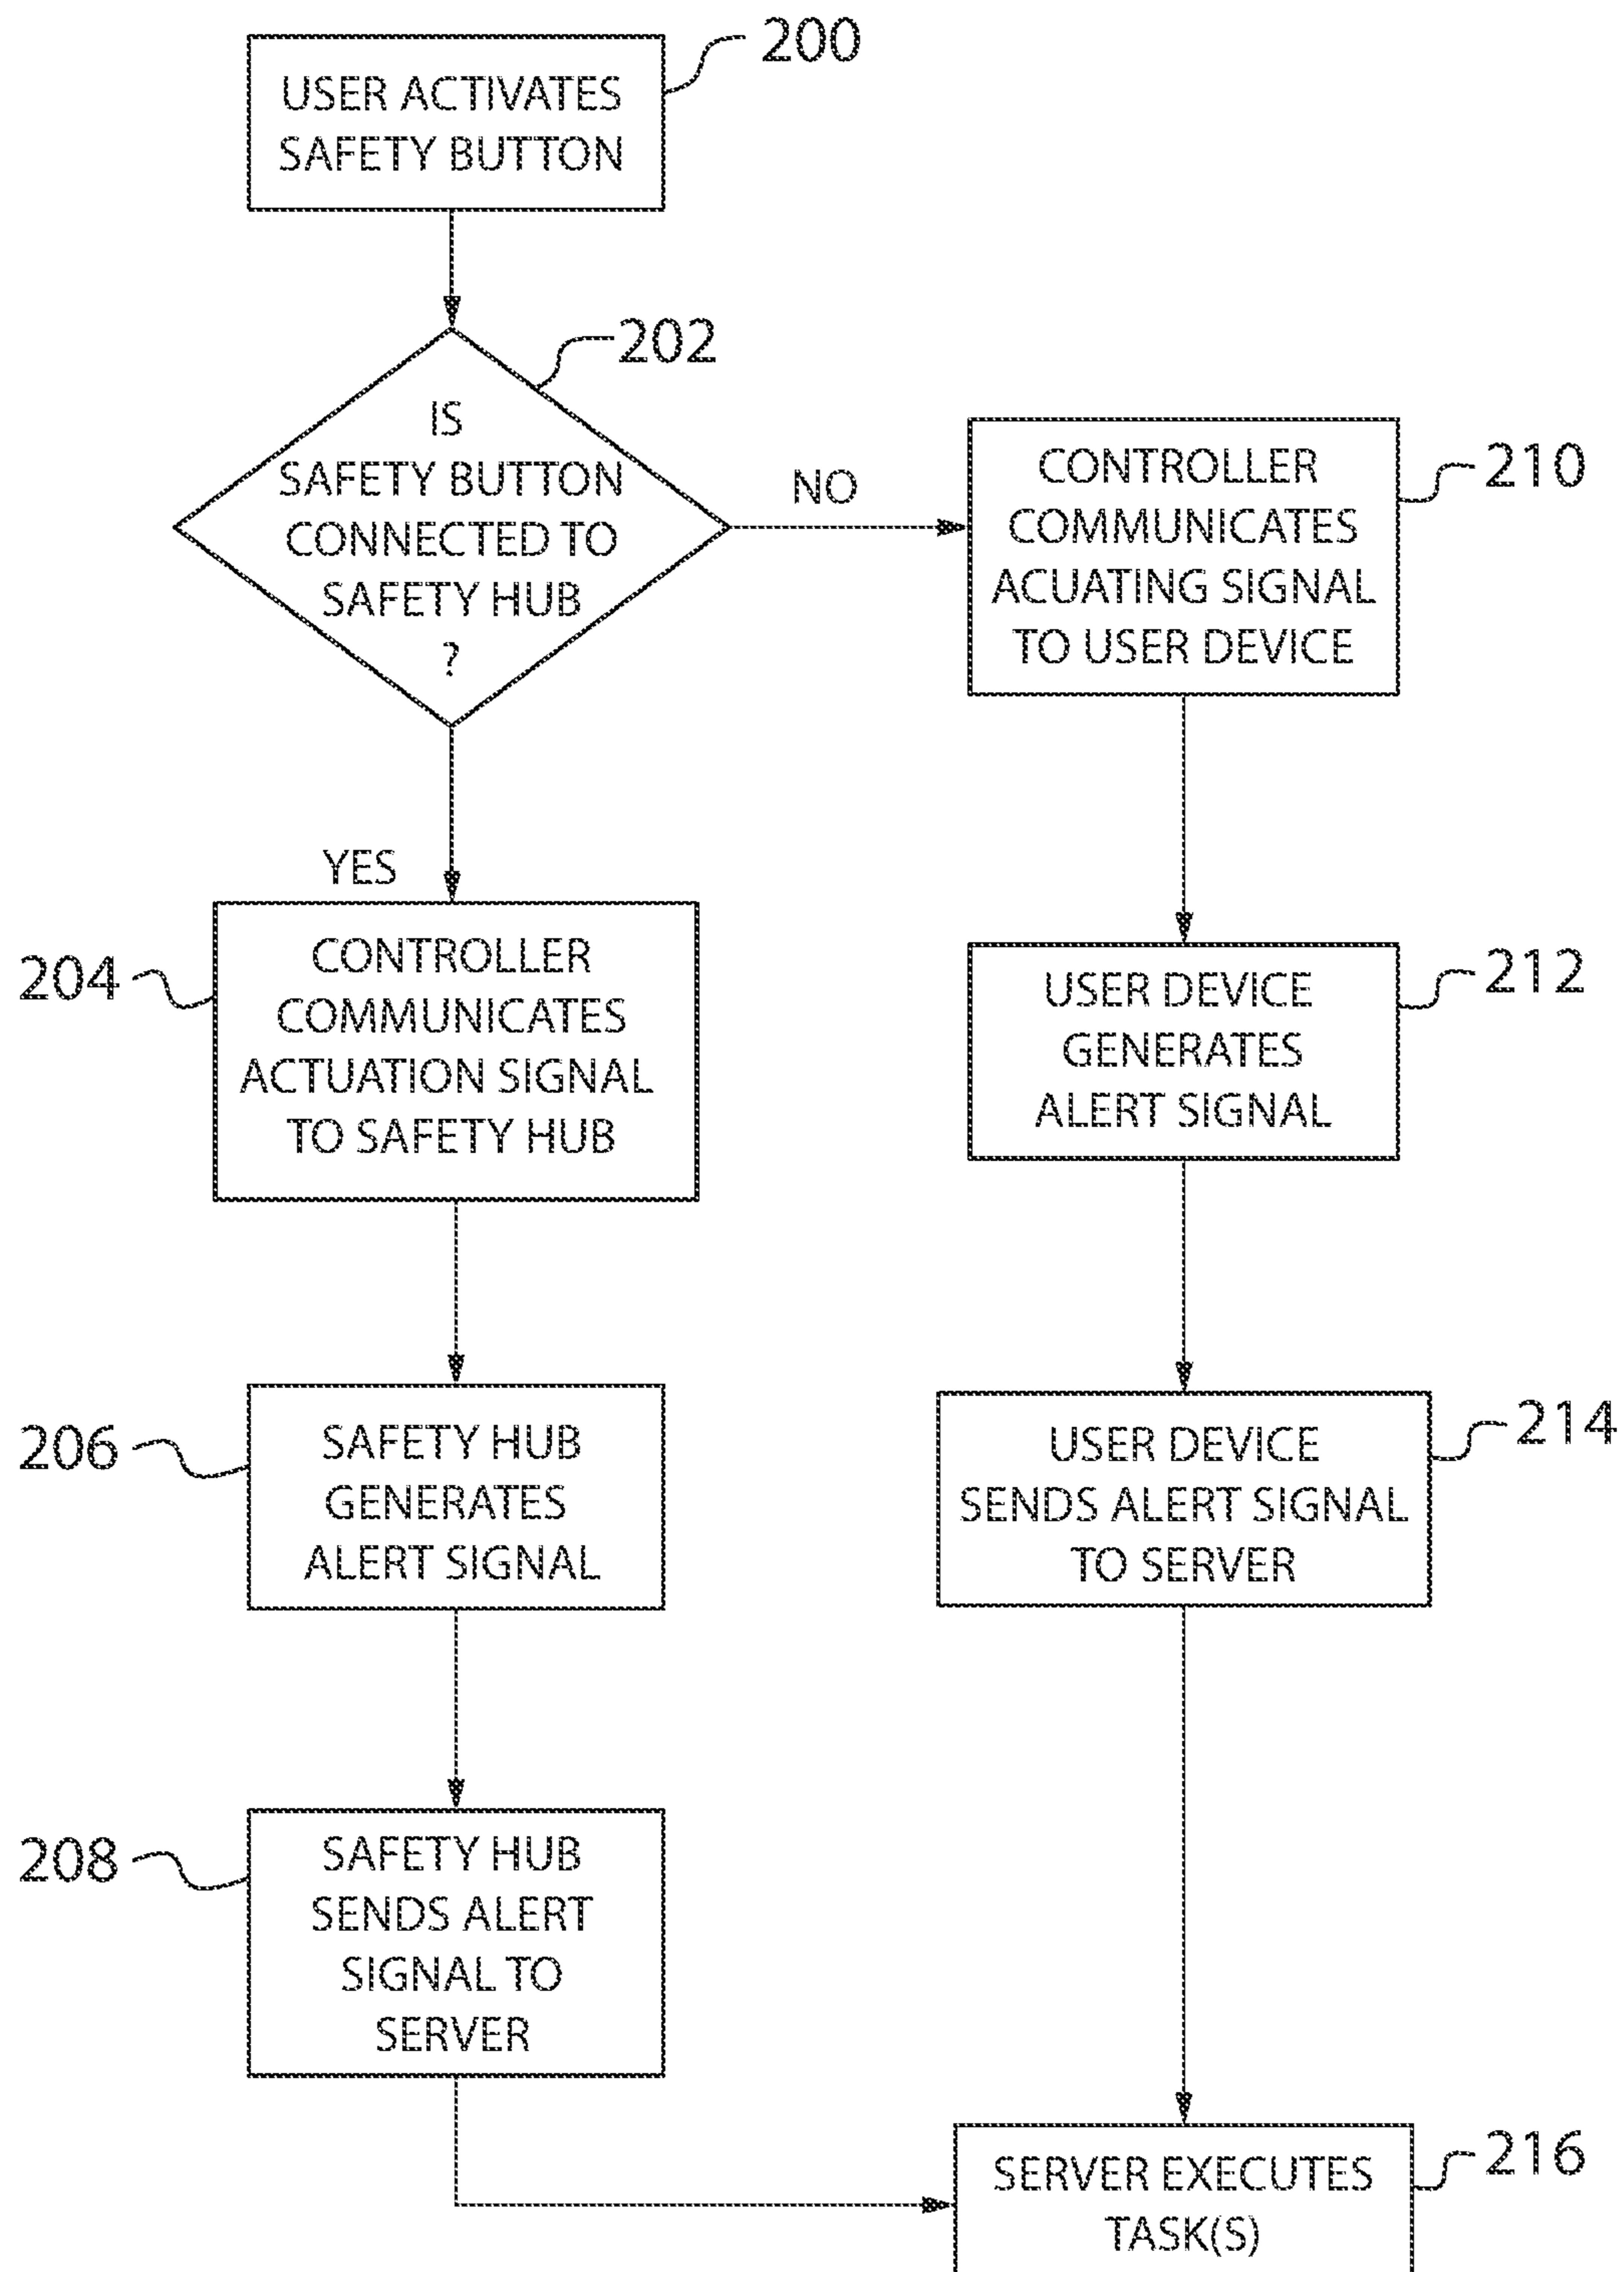 200
USER ACTIVATES
SAFETY BUTTON
202
IS
SAFETY BUTTON
CONNECTED TO
SAFETY HUB
?
NO
YES
210
CONTROLLER
COMMUNICATES
ACUATING SIGNAL
TO USER DEVICE
204
CONTROLLER
COMMUNICATES
ACTUATION SIGNAL
TO SAFETY HUB
212
USER DEVICE
GENERATES
ALERT SIGNAL
206
SAFETY HUB
GENERATES
ALERT SIGNAL
214
USER DEVICE
SENDS ALERT SIGNAL
TO SERVER
208
SAFETY HUB
SENDS ALERT
SIGNAL TO
SERVER
216
SERVER EXECUTES
TASK(S)